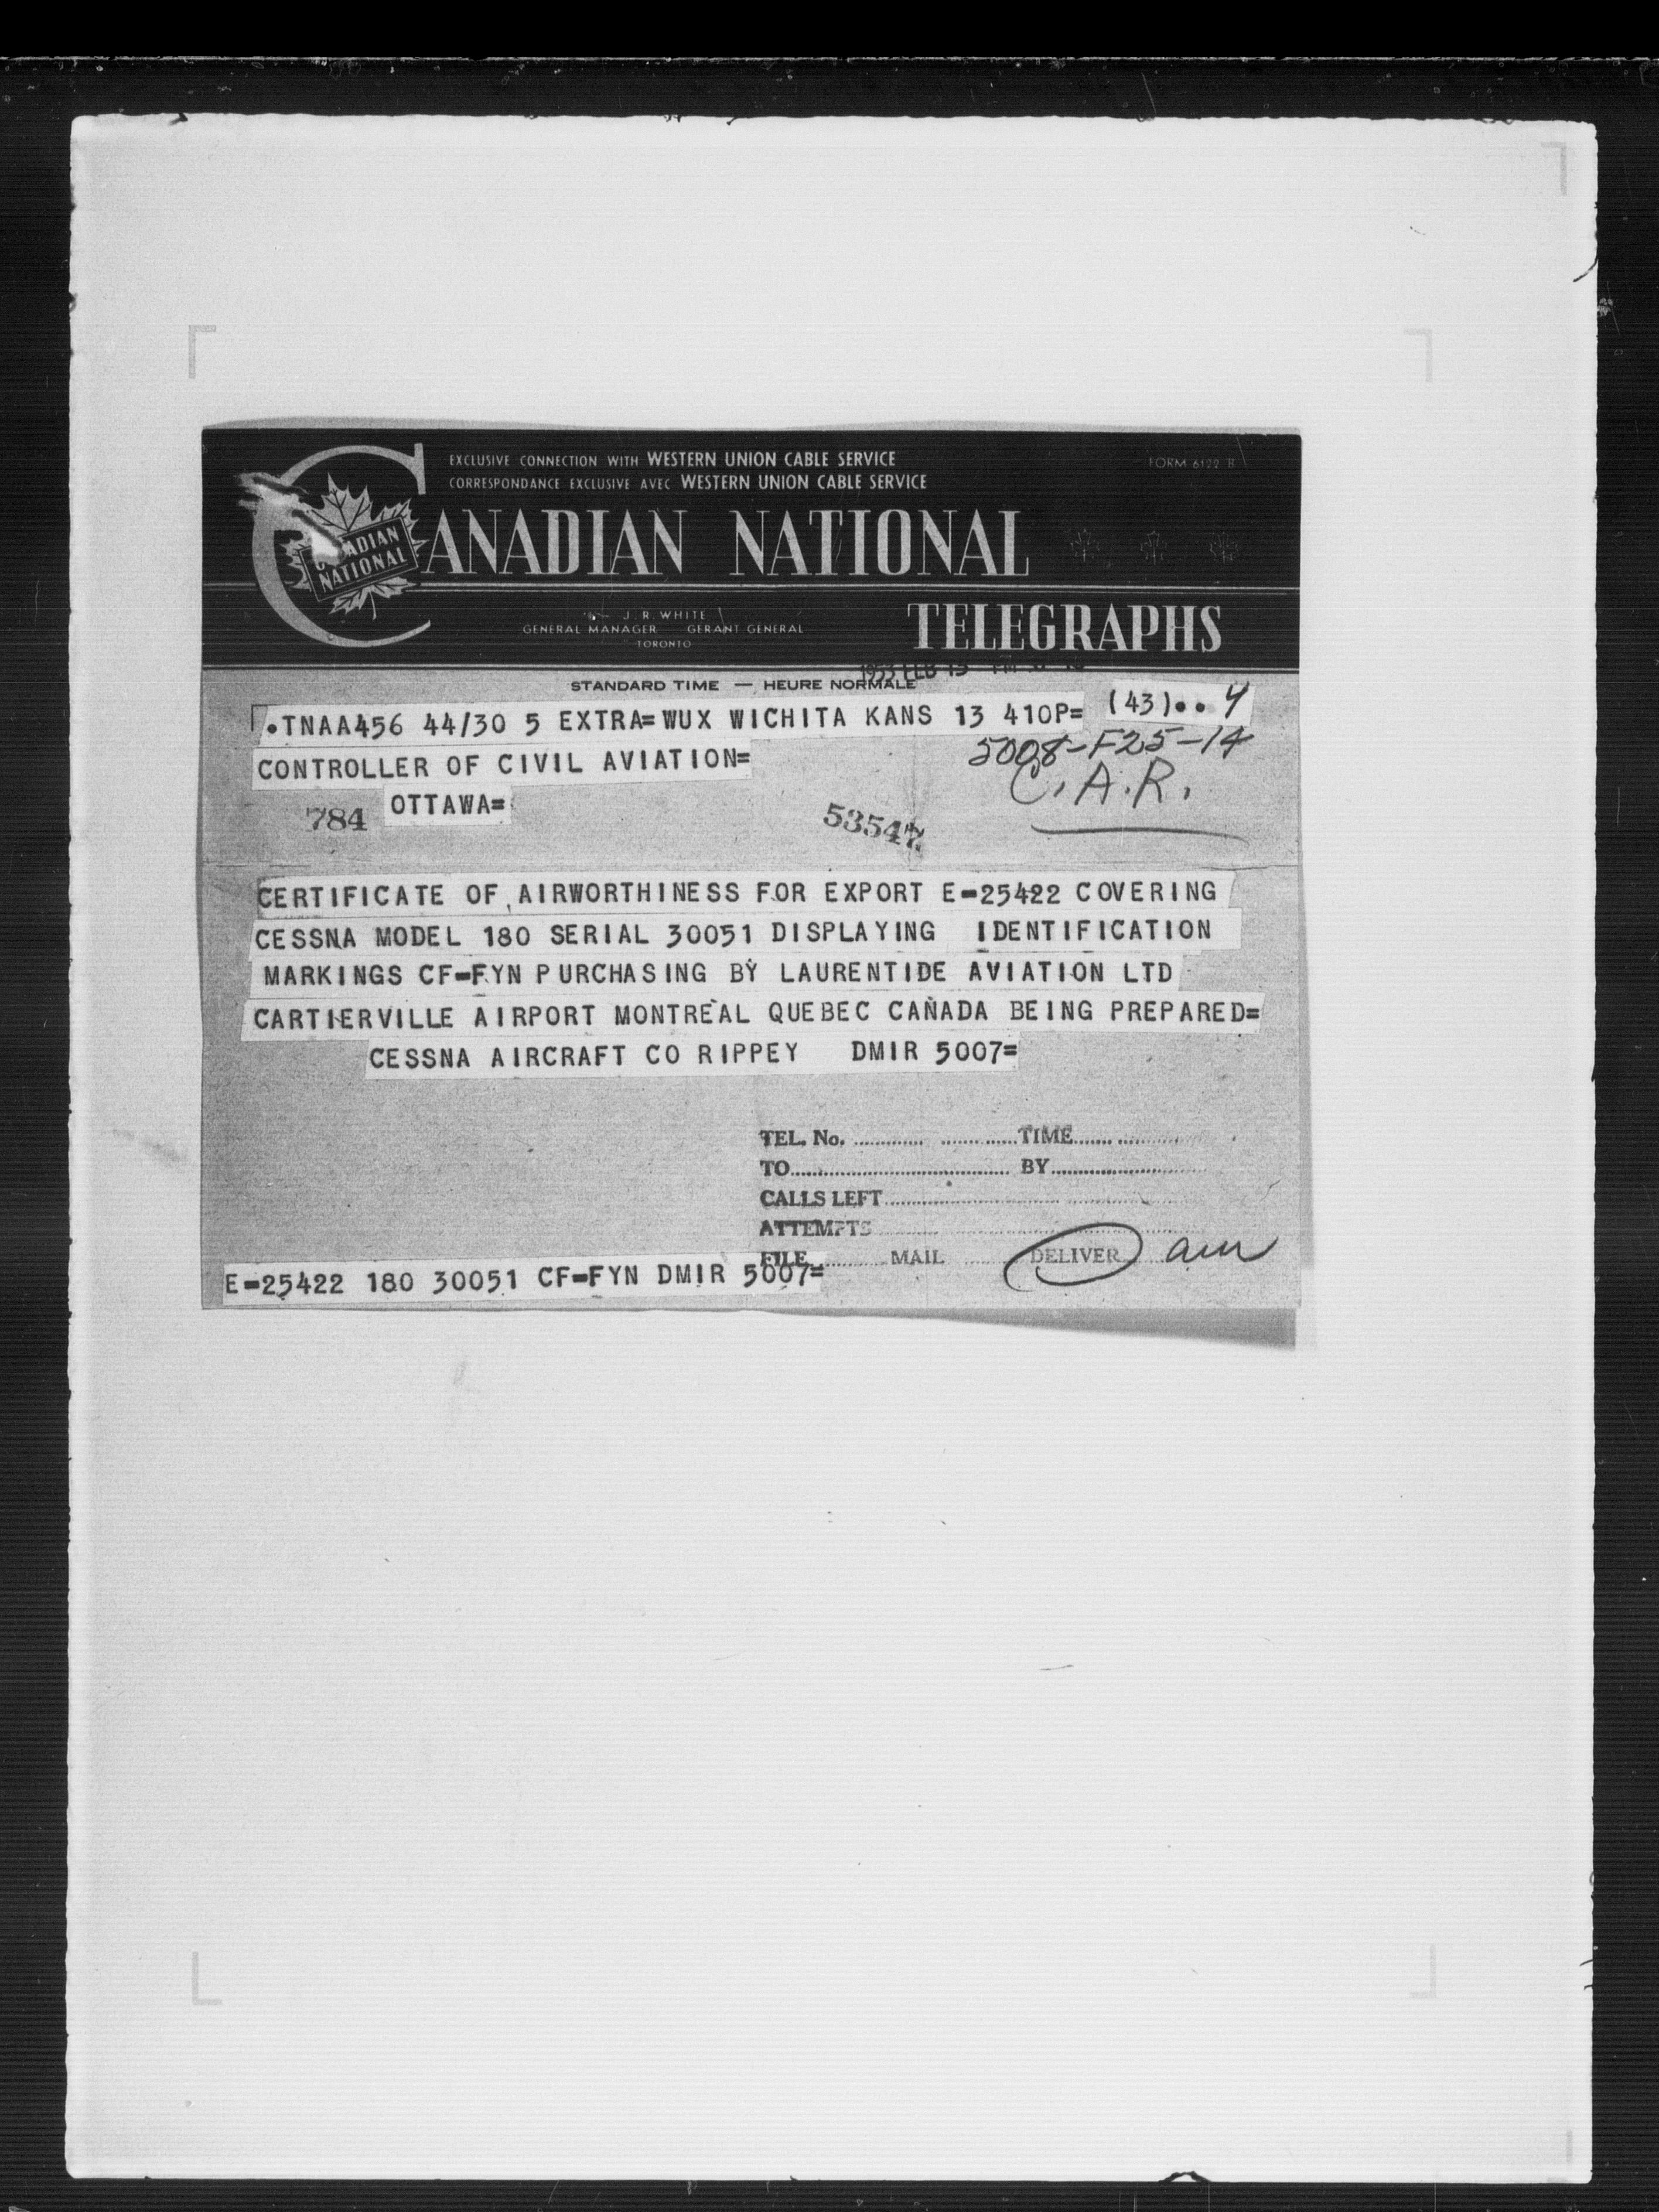 EXCLUSIVE CONNECTION WITH WESTERN UNION CABLE SERVICE
CORRESPONDANCE EXCLUSIVE AVEC WESTERN UNION CABLE SERVICE
FORM 6122 B
CANADIAN NATIONAL
NATIONAL
TELEGRAPHS
J. R. WHITE
GENERAL MANAGER GERANT GENERAL
TORONTO
1953 FEB 13 PM
STANDARD TIME — HEURE NORMALE
.TNAA456 44/30 5 EXTRA=WUX WICHITA KANS 13 410P= (43).. Y
5008-F25-14
CONTROLLER OF CIVIL AVIATION=
C.A.R.
OTTAWA=
784
53547
CERTIFICATE OF AIRWORTHINESS FOR EXPORT E-25422 COVERING
CESSNA MODEL 180 SERIAL 30051 DISPLAYING IDENTIFICATION
MARKINGS CF-FYN PURCHASING BY LAURENTIDE AVIATION LTD
CARTIERVILLE AIRPORT MONTREAL QUEBEC CANADA BEING PREPARED=
CESSNA AIRCRAFT CO RIPPEY DMIR 5007=
TEL. No. TIME
TO BY
CALLS LEFT
ATTEMPTS
FILE MAIL DELIVER
E-25422 180 30051 CF-FYN DMIR 5007=